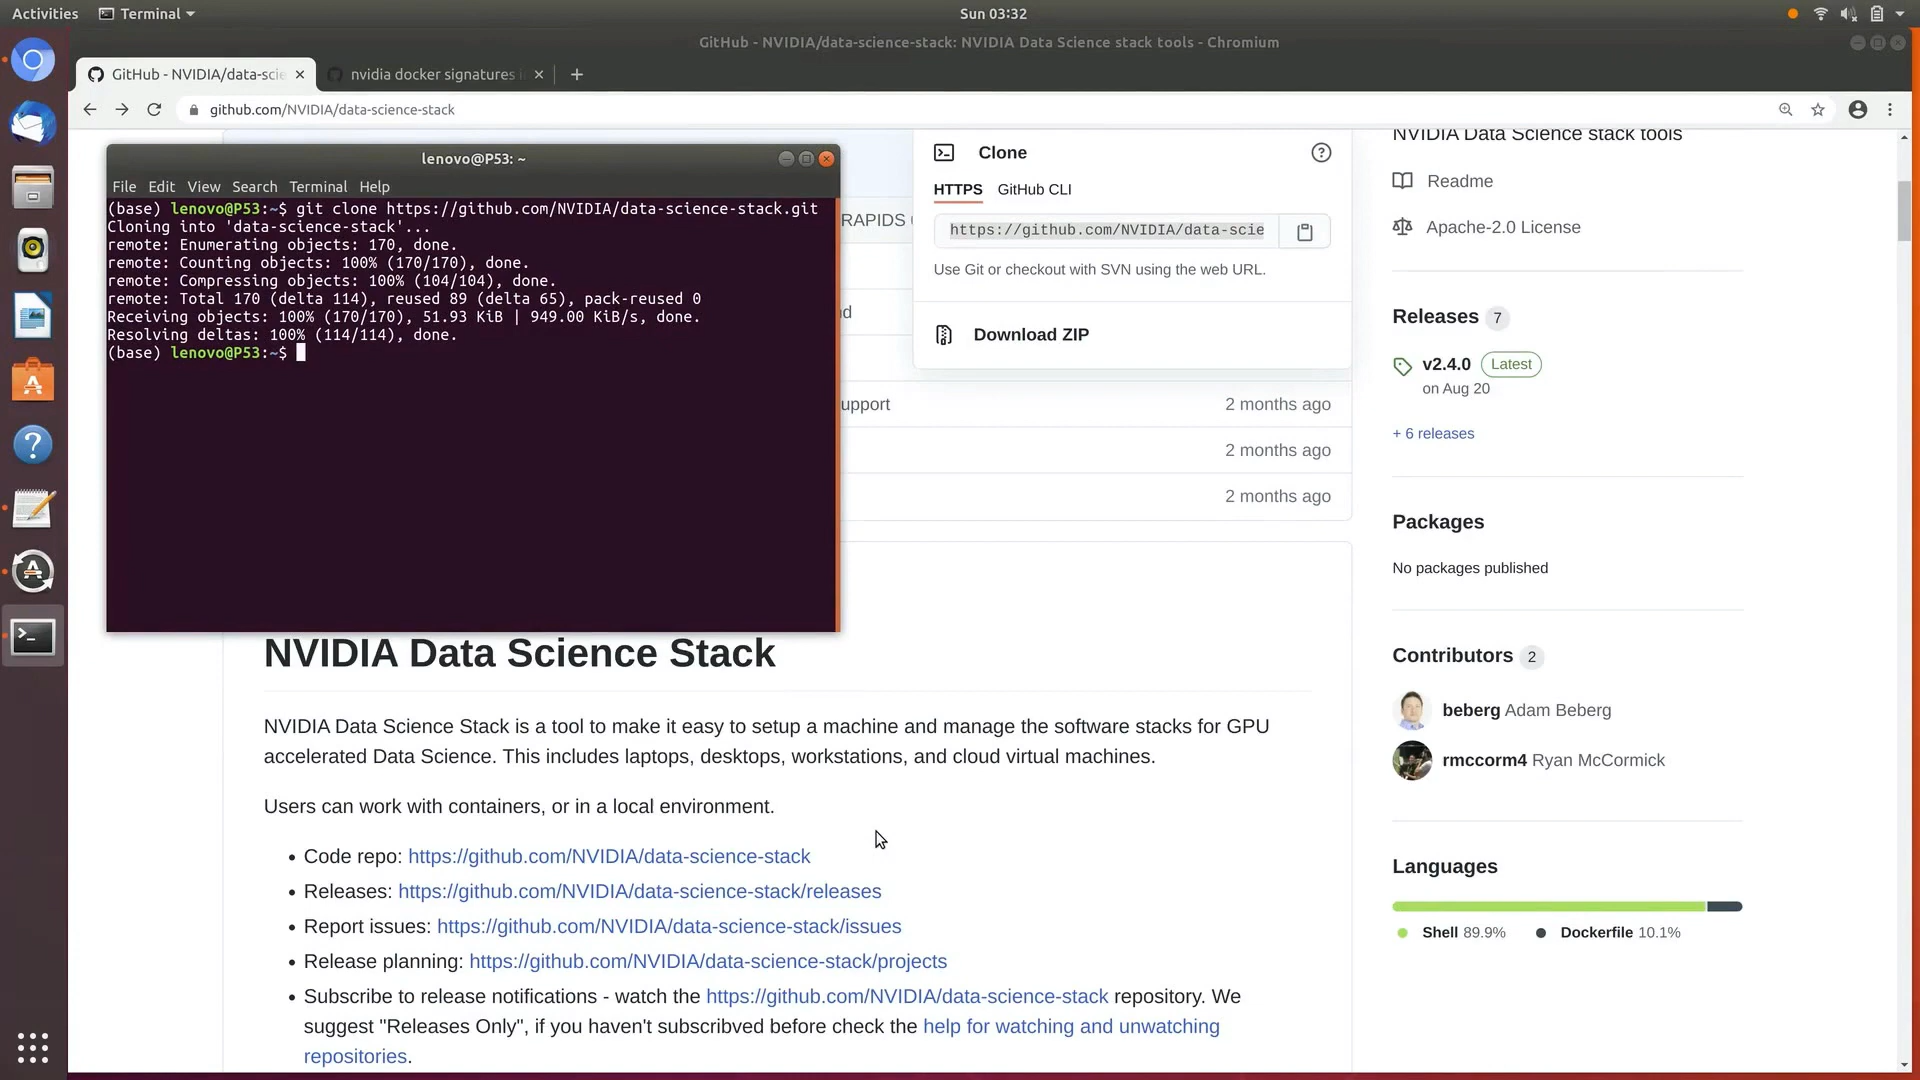 Activities
Terminal
Sun 03:32
GitHub - NVIDIA/data-science-stack: NVIDIA Data Science stack tools - Chromium
GitHub - NVIDIA/data-scie
nvidia docker signatures i
github.com/NVIDIA/data-science-stack
lenovo@P53: ~
File Edit View Search Terminal Help
(base) lenovo@P53:~$ git clone https://github.com/NVIDIA/data-science-stack.git
Cloning into 'data-science-stack'...
remote: Enumerating objects: 170, done.
remote: Counting objects: 100% (170/170), done.
remote: Compressing objects: 100% (104/104), done.
remote: Total 170 (delta 114), reused 89 (delta 65), pack-reused 0
Receiving objects: 100% (170/170), 51.93 KiB | 949.00 KiB/s, done.
Resolving deltas: 100% (114/114), done.
(base) lenovo@P53:~$
Clone
HTTPS GitHub CLI
RAPIDS
https://github.com/NVIDIA/data-scie
Use Git or checkout with SVN using the web URL.
nd
Download ZIP
upport
2 months ago
2 months ago
2 months ago
NVIDIA Data Science Stack
NVIDIA Data Science Stack is a tool to make it easy to setup a machine and manage the software stacks for GPU
accelerated Data Science. This includes laptops, desktops, workstations, and cloud virtual machines.
Users can work with containers, or in a local environment.
• Code repo: https://github.com/NVIDIA/data-science-stack
• Releases: https://github.com/NVIDIA/data-science-stack/releases
• Report issues: https://github.com/NVIDIA/data-science-stack/issues
• Release planning: https://github.com/NVIDIA/data-science-stack/projects
• Subscribe to release notifications - watch the https://github.com/NVIDIA/data-science-stack repository. We
suggest "Releases Only", if you haven't subscribved before check the help for watching and unwatching
repositories.
NVIDIA Data Science stack tools
Readme
Apache-2.0 License
Releases 7
v2.4.0 Latest
on Aug 20
+ 6 releases
Packages
No packages published
Contributors 2
beberg Adam Beberg
rmccorm4 Ryan McCormick
Languages
Shell 89.9% Dockerfile 10.1%